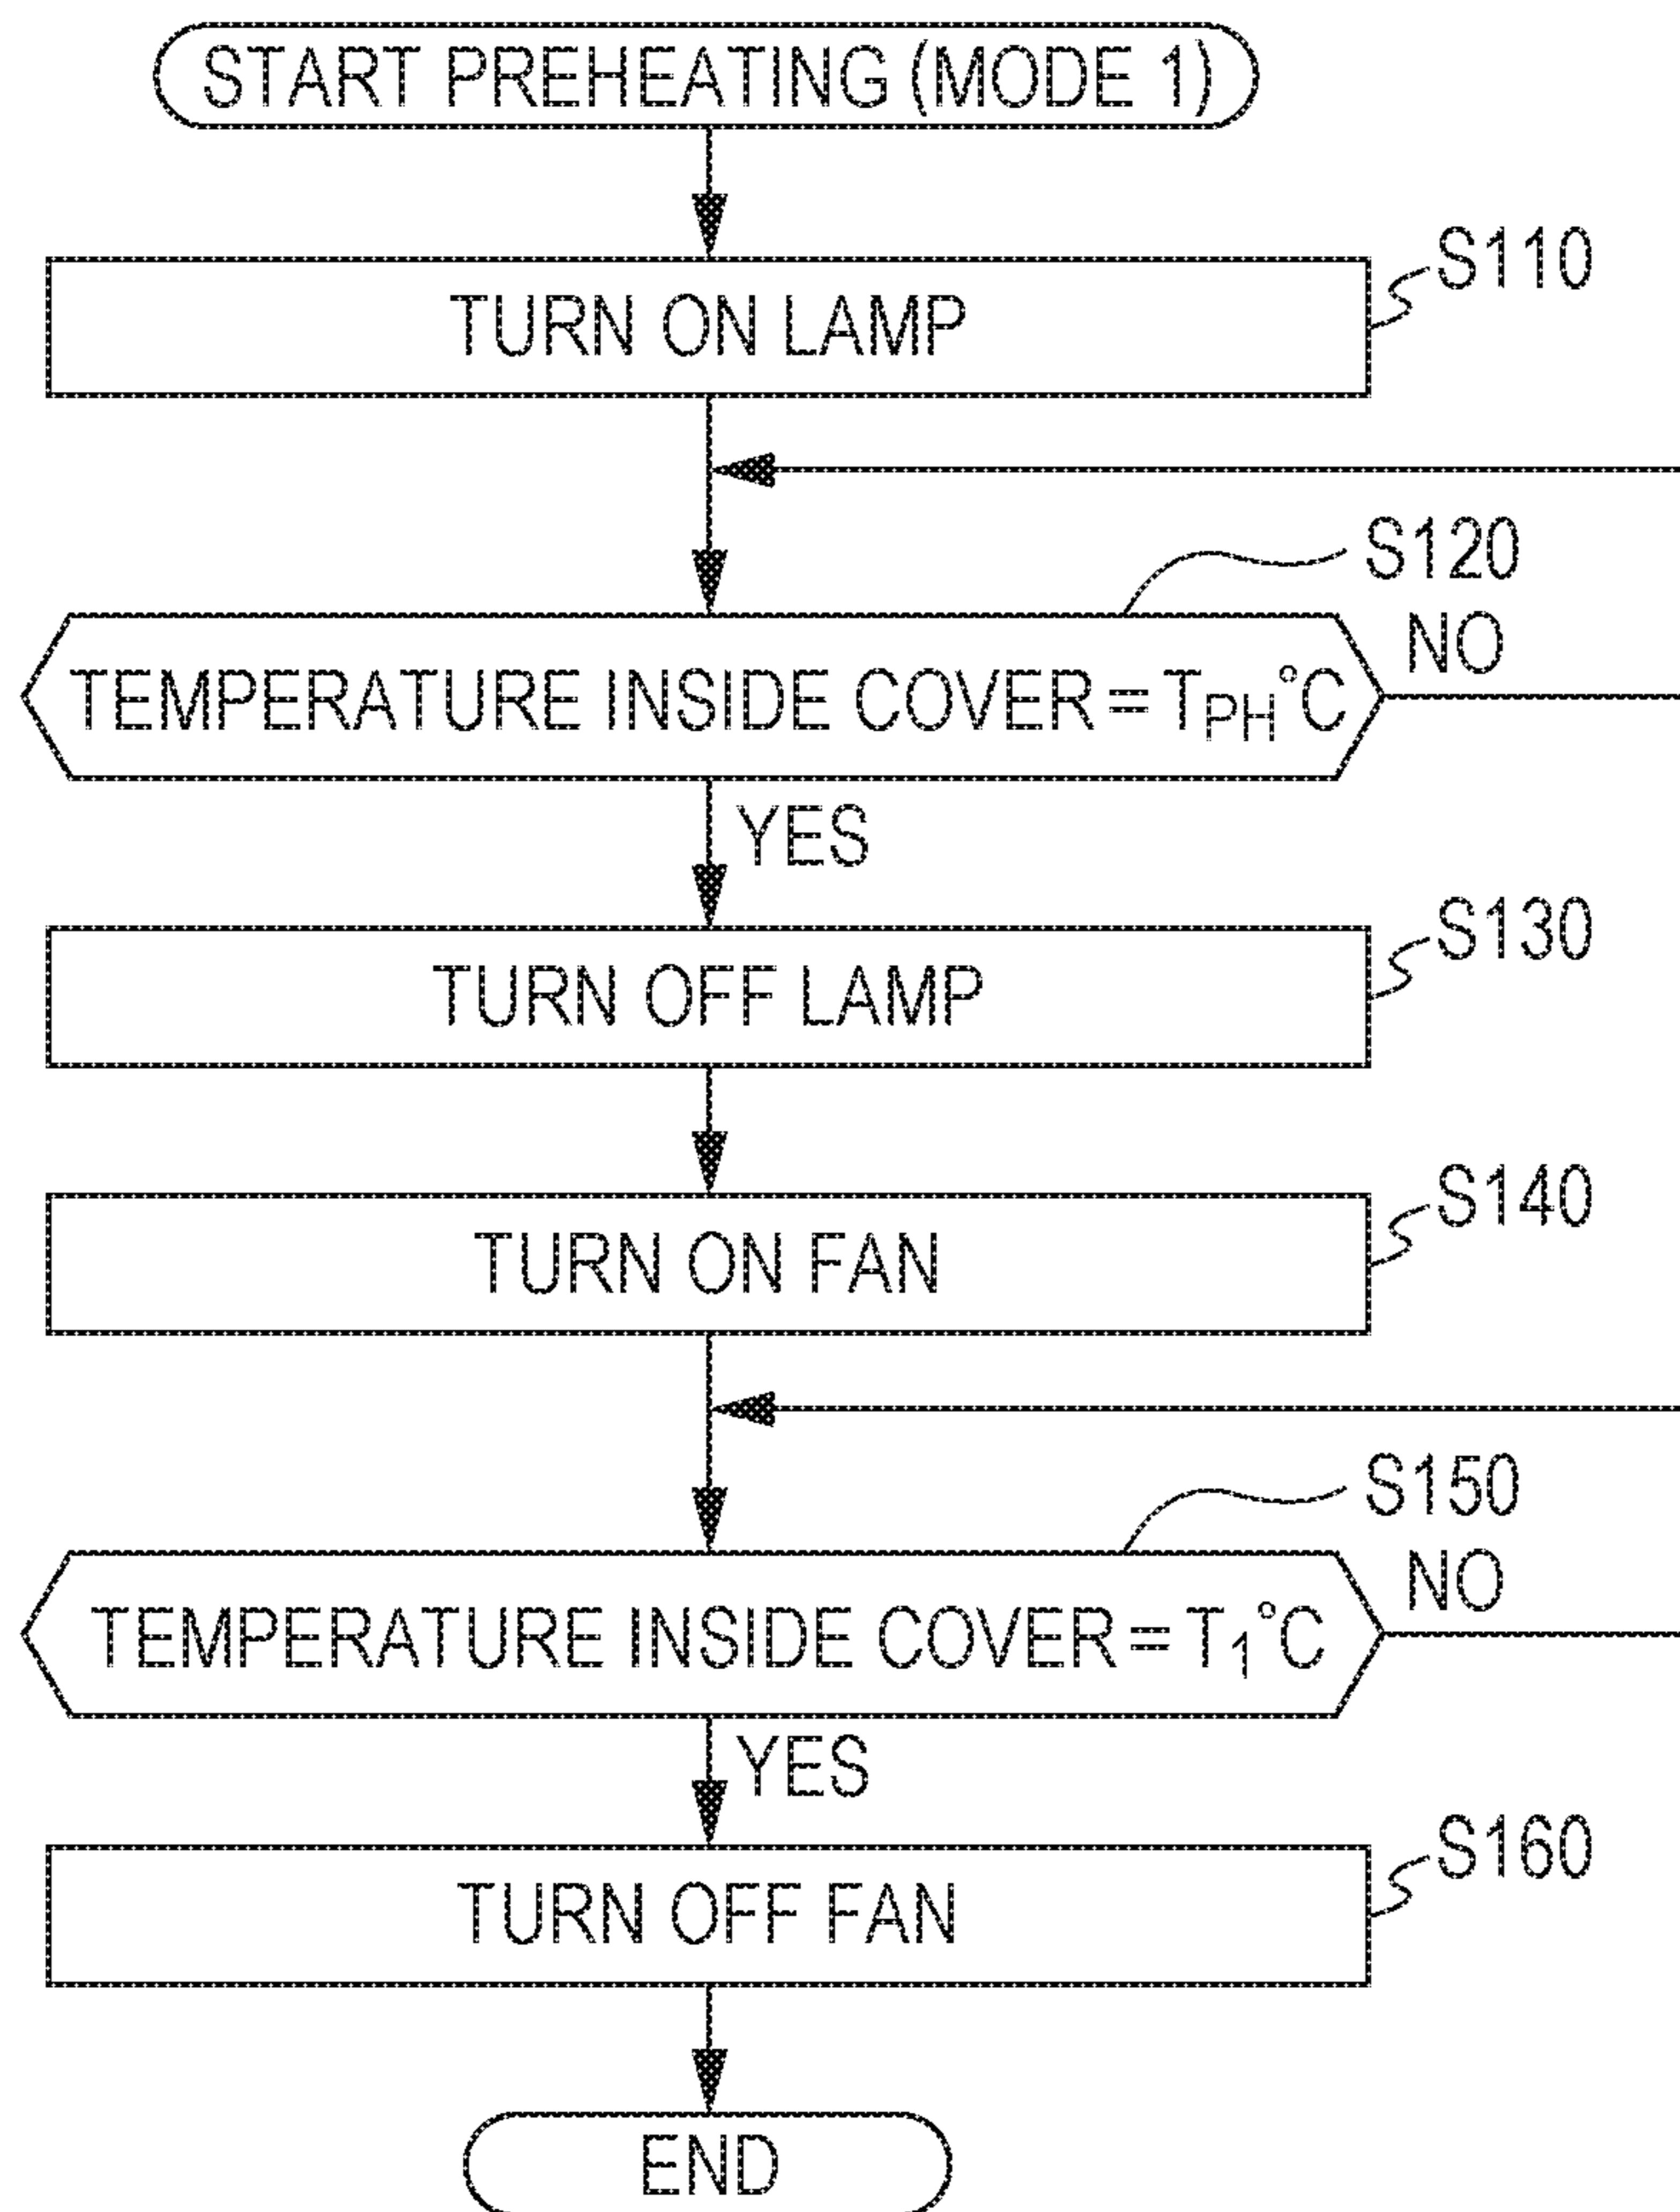 START PREHEATING (MODE 1)
S110
TURN ON LAMP
S120
NO
TEMPERATURE INSIDE COVER = TPH°C
YES
S130
TURN OFF LAMP
S140
TURN ON FAN
S150
NO
TEMPERATURE INSIDE COVER = T1°C
YES
S160
TURN OFF FAN
END